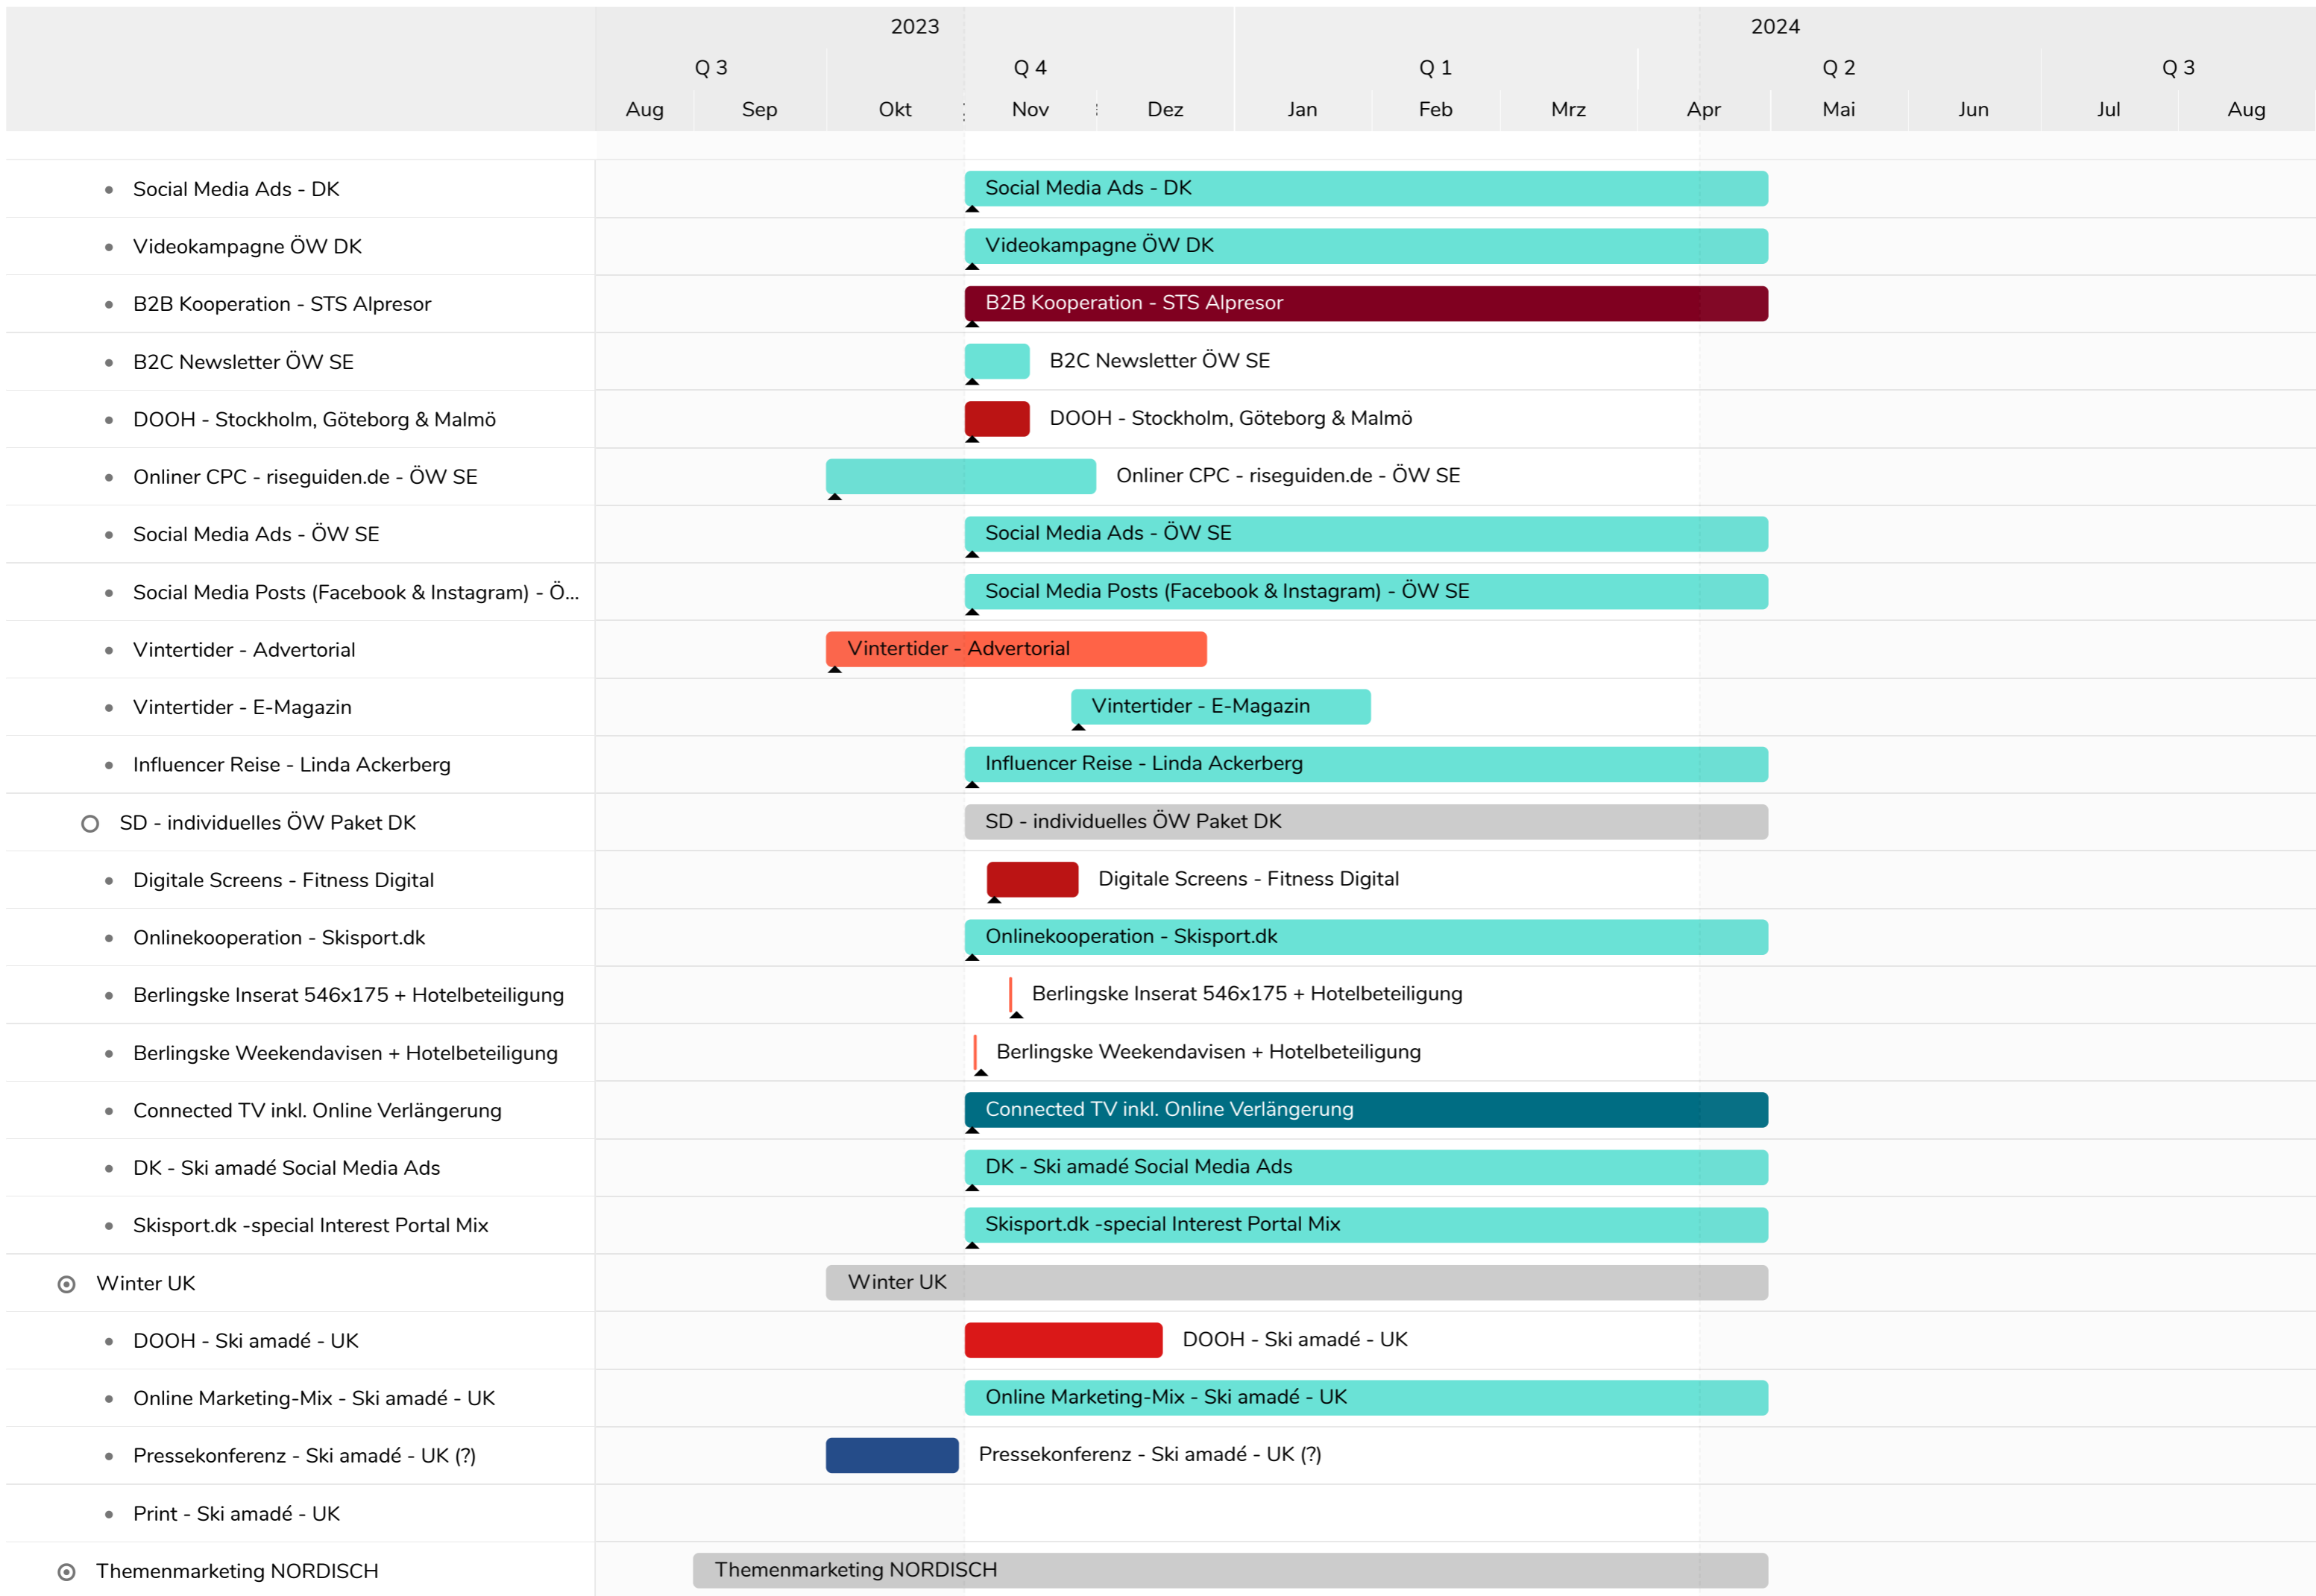 2023 2024
Q 3 Q 4 Q 1 Q 2 Q 3
Aug Sep Okt Nov Dez Jan Feb Mrz Apr Mai Jun Jul Aug
Social Media Ads - DK Social Media Ads - DK
Videokampagne ÖW DK Videokampagne ÖW DK
B2B Kooperation - STS Alpresor B2B Kooperation - STS Alpresor
B2C Newsletter ÖW SE B2C Newsletter ÖW SE
DOOH - Stockholm, Göteborg & Malmö DOOH - Stockholm, Göteborg & Malmö
Onliner CPC - riseguiden.de - ÖW SE Onliner CPC - riseguiden.de - ÖW SE
Social Media Ads - ÖW SE Social Media Ads - ÖW SE
Social Media Posts (Facebook & Instagram) - Ö... Social Media Posts (Facebook & Instagram) - ÖW SE
Vintertider - Advertorial Vintertider - Advertorial
Vintertider - E-Magazin Vintertider - E-Magazin
Influencer Reise - Linda Ackerberg Influencer Reise - Linda Ackerberg
SD - individuelles ÖW Paket DK SD - individuelles ÖW Paket DK
Digitale Screens - Fitness Digital Digitale Screens - Fitness Digital
Onlinekooperation - Skisport.dk Onlinekooperation - Skisport.dk
Berlingske Inserat 546x175 + Hotelbeteiligung Berlingske Inserat 546x175 + Hotelbeteiligung
Berlingske Weekendavisen + Hotelbeteiligung Berlingske Weekendavisen + Hotelbeteiligung
Connected TV inkl. Online Verlängerung Connected TV inkl. Online Verlängerung
DK - Ski amadé Social Media Ads DK - Ski amadé Social Media Ads
Skisport.dk -special Interest Portal Mix Skisport.dk -special Interest Portal Mix
Winter UK Winter UK
DOOH - Ski amadé - UK DOOH - Ski amadé - UK
Online Marketing-Mix - Ski amadé - UK Online Marketing-Mix - Ski amadé - UK
Pressekonferenz - Ski amadé - UK (?) Pressekonferenz - Ski amadé - UK (?)
Print - Ski amadé - UK
Themenmarketing NORDISCH Themenmarketing NORDISCH